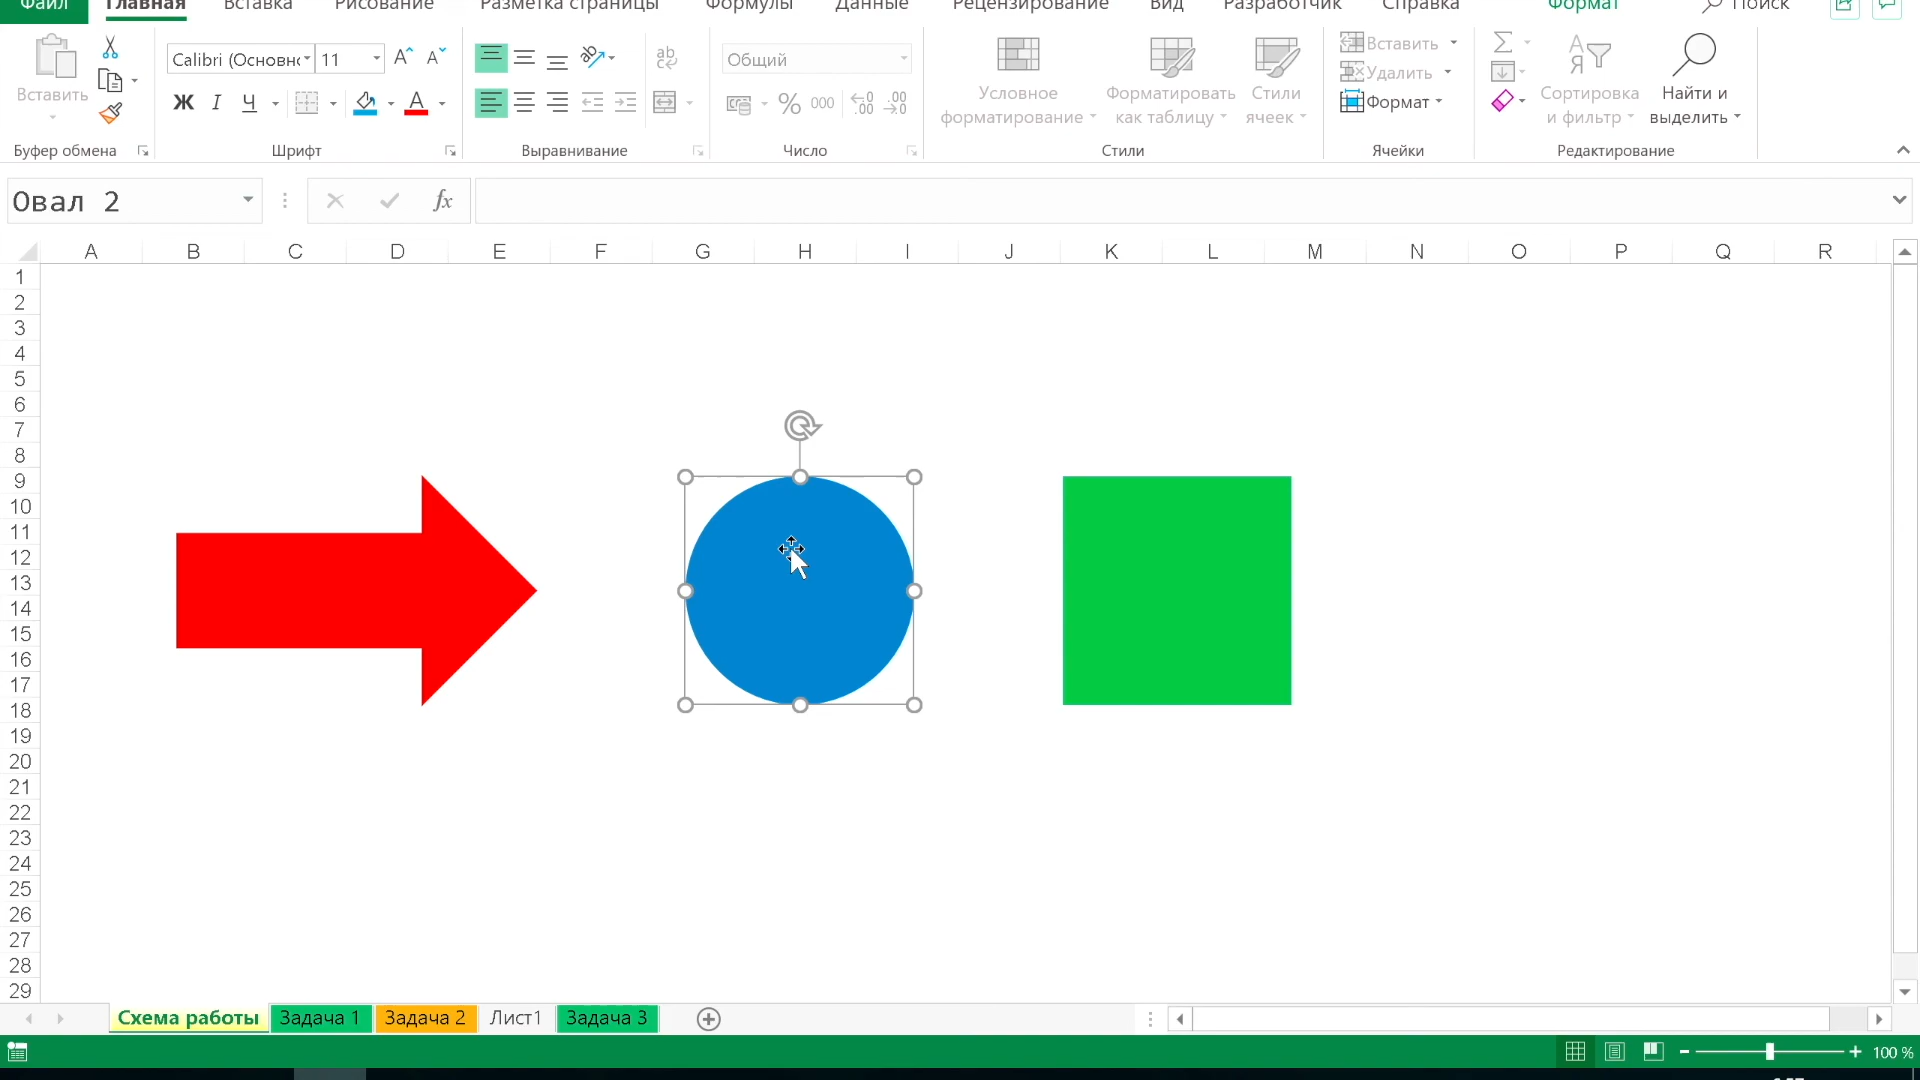 Файл Главная Вставка Рисование Разметка страницы Формулы Данные Рецензирование Вид Разработчик Справка Формат Поиск
Вставить
Calibri (Основно 11
Ж К Ч
Буфер обмена
Шрифт
ab
Выравнивание
Общий
% 000
Число
Условное форматирование
Форматировать как таблицу
Стили ячеек
Стили
Вставить
Удалить
Формат
Ячейки
Сортировка и фильтр
Найти и выделить
Редактирование
Овал 2
fx
A B C D E F G H I J K L M N O P Q R
1
2
3
4
5
6
7
8
9
10
11
12
13
14
15
16
17
18
19
20
21
22
23
24
25
26
27
28
29
Схема работы Задача 1 Задача 2 Лист1 Задача 3
100 %